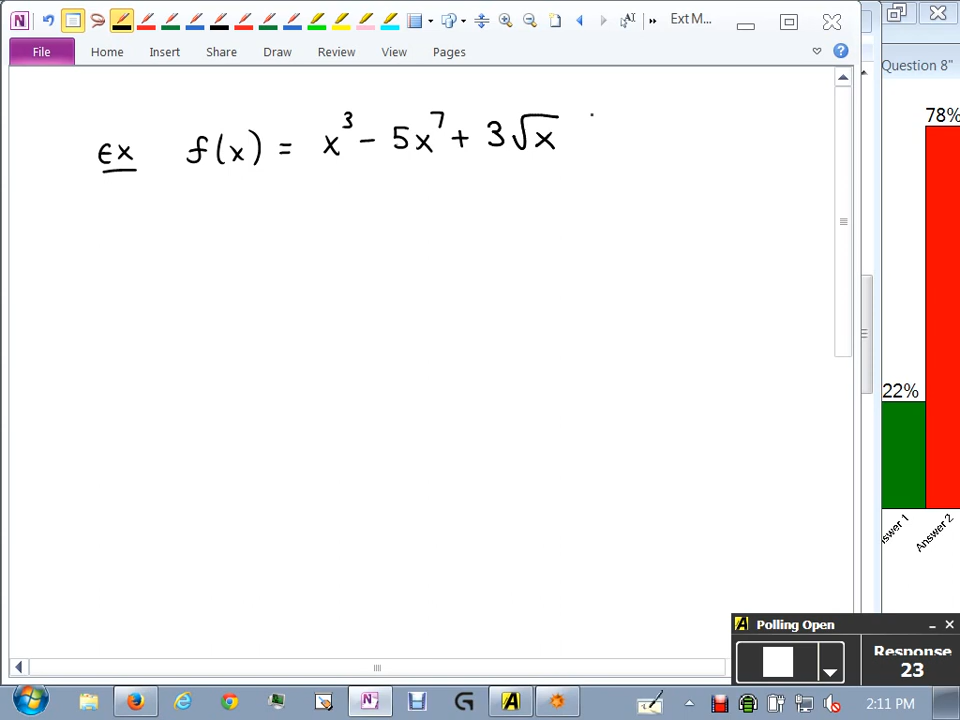 Ext M...
File Home Insert Share Draw Review View Pages
Question 8"
78%
ex f(x) = x³ - 5x⁷ + 3√x
22%
Answer 2
Polling Open
Response
23
2:11 PM